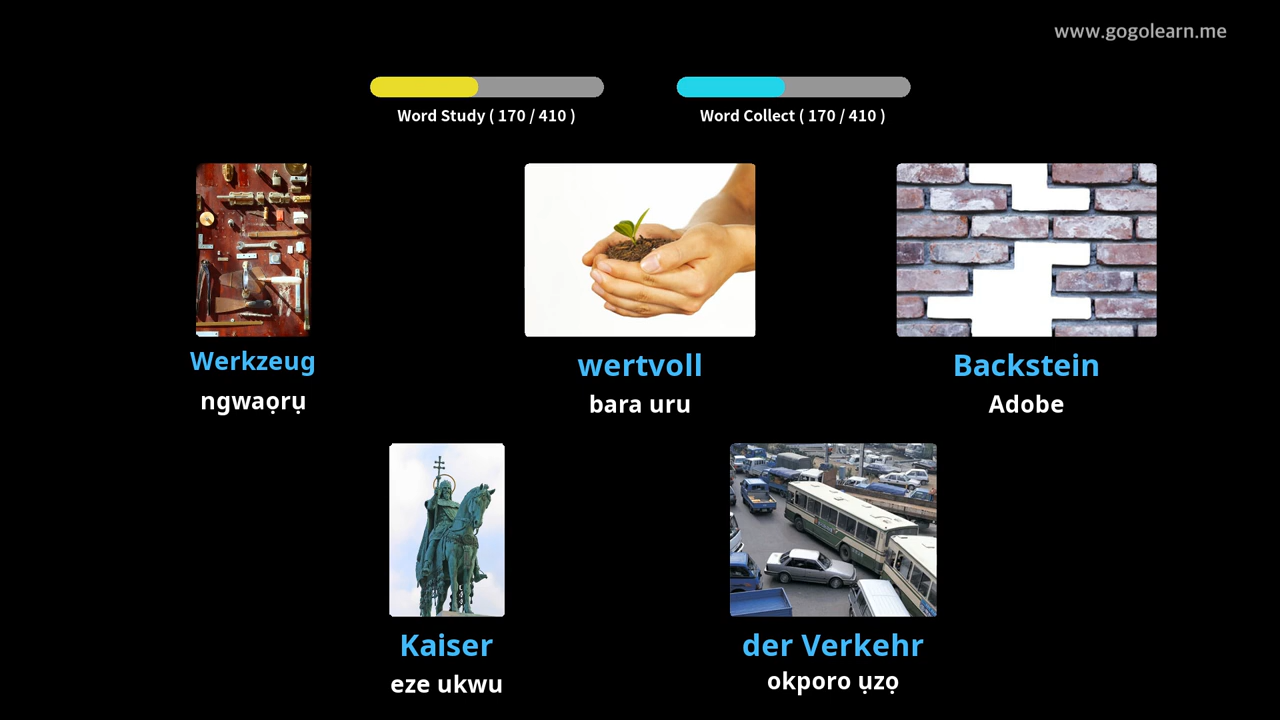 www.gogolearn.me
Word Study ( 170 / 410 )
Word Collect ( 170 / 410 )
Werkzeug
ngwaọrụ
wertvoll
bara uru
Backstein
Adobe
Kaiser
eze ukwu
der Verkehr
okporo ụzọ